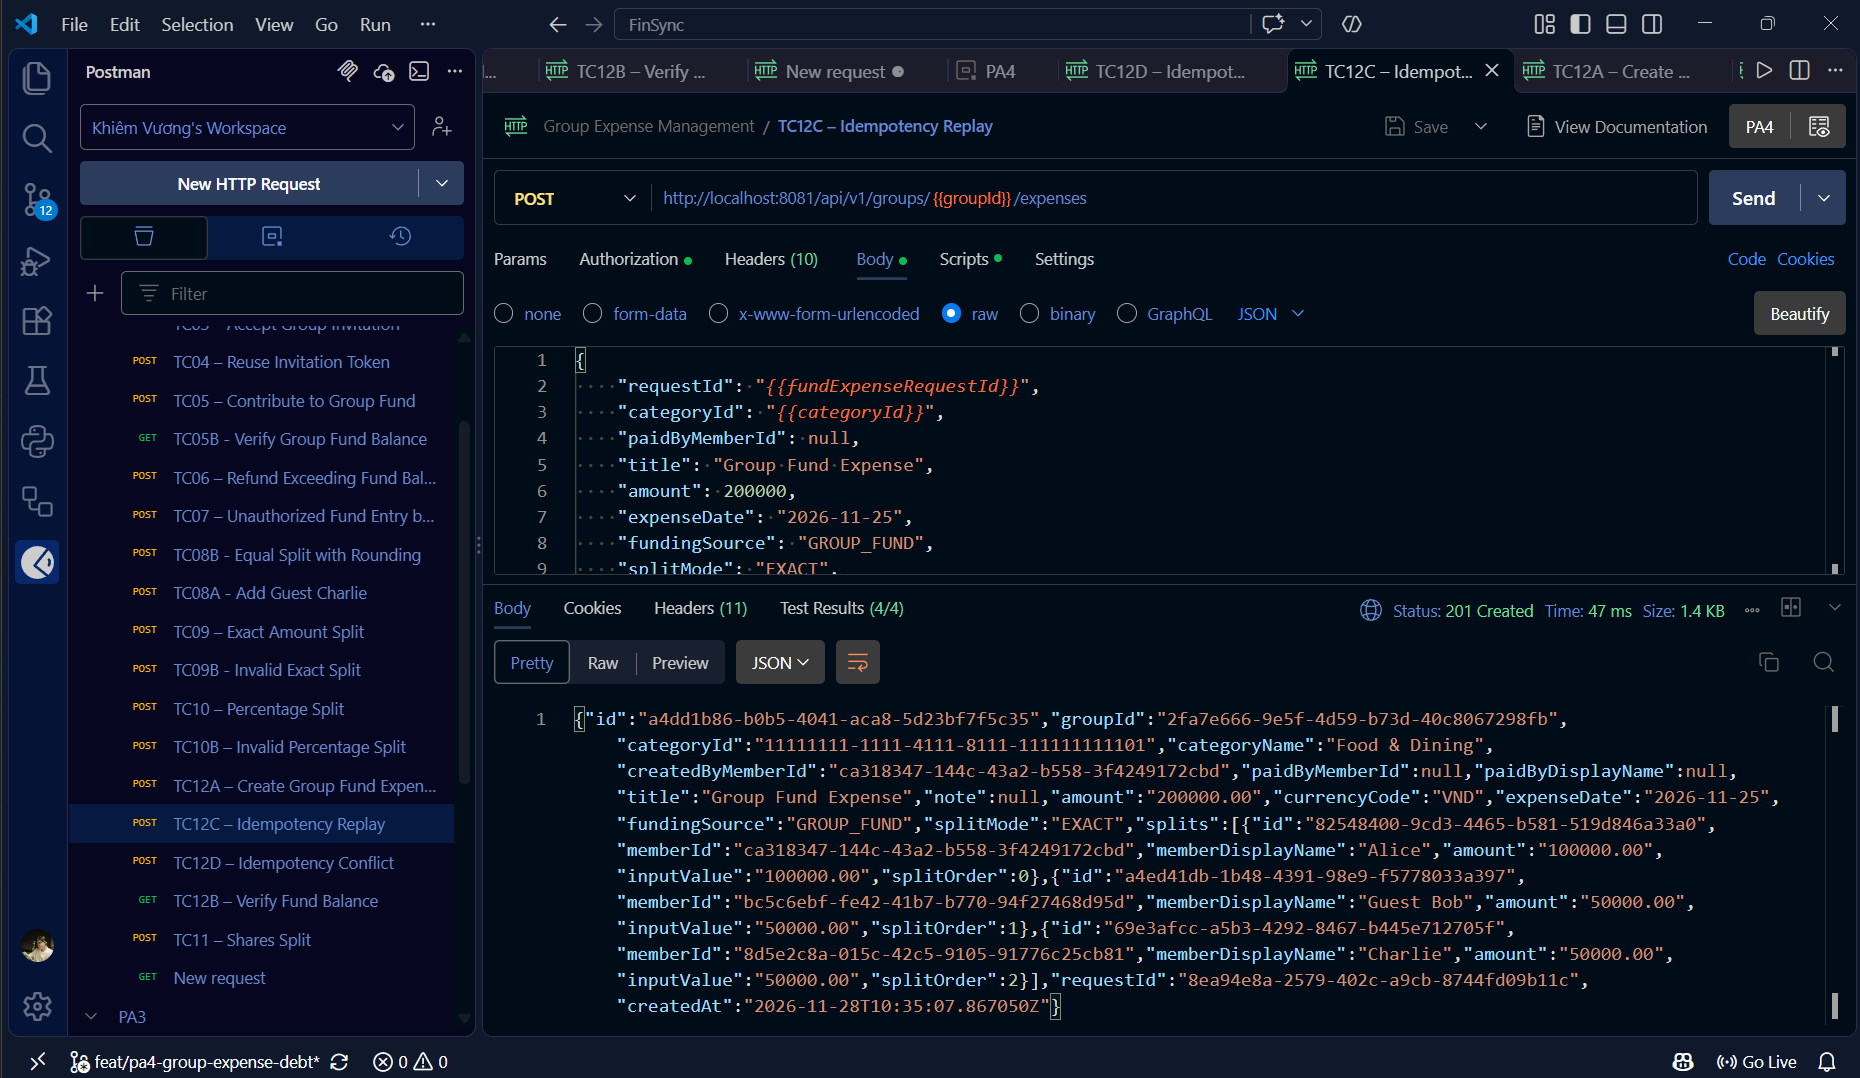 File Edit Selection View Go Run ··· FinSync
Postman
TC12B – Verify ... New request PA4 TC12D – Idempot... TC12C – Idempot... TC12A – Create ...
Khiêm Vương's Workspace
Group Expense Management / TC12C – Idempotency Replay
Save View Documentation PA4
New HTTP Request
POST http://localhost:8081/api/v1/groups/{{groupId}}/expenses Send
12
Params Authorization Headers (10) Body Scripts Settings Code Cookies
Filter
none form-data x-www-form-urlencoded raw binary GraphQL JSON Beautify
TC03 – Accept Group Invitation
POST TC04 – Reuse Invitation Token
POST TC05 – Contribute to Group Fund
GET TC05B - Verify Group Fund Balance
POST TC06 – Refund Exceeding Fund Bal...
POST TC07 – Unauthorized Fund Entry b...
POST TC08B - Equal Split with Rounding
POST TC08A - Add Guest Charlie
POST TC09 – Exact Amount Split
POST TC09B - Invalid Exact Split
POST TC10 – Percentage Split
POST TC10B – Invalid Percentage Split
POST TC12A – Create Group Fund Expen...
POST TC12C – Idempotency Replay
POST TC12D – Idempotency Conflict
GET TC12B – Verify Fund Balance
POST TC11 – Shares Split
GET New request
PA3
1 {
2 "requestId": "{{fundExpenseRequestId}}",
3 "categoryId": "{{categoryId}}",
4 "paidByMemberId": null,
5 "title": "Group Fund Expense",
6 "amount": 200000,
7 "expenseDate": "2026-11-25",
8 "fundingSource": "GROUP_FUND",
9 "splitMode": "EXACT",
Body Cookies Headers (11) Test Results (4/4) Status: 201 Created Time: 47 ms Size: 1.4 KB
Pretty Raw Preview JSON
1 {"id":"a4dd1b86-b0b5-4041-aca8-5d23bf7f5c35","groupId":"2fa7e666-9e5f-4d59-b73d-40c8067298fb",
"categoryId":"11111111-1111-4111-8111-111111111101","categoryName":"Food & Dining",
"createdByMemberId":"ca318347-144c-43a2-b558-3f4249172cbd","paidByMemberId":null,"paidByDisplayName":null,
"title":"Group Fund Expense","note":null,"amount":"200000.00","currencyCode":"VND","expenseDate":"2026-11-25",
"fundingSource":"GROUP_FUND","splitMode":"EXACT","splits":[{"id":"82548400-9cd3-4465-b581-519d846a33a0",
"memberId":"ca318347-144c-43a2-b558-3f4249172cbd","memberDisplayName":"Alice","amount":"100000.00",
"inputValue":"100000.00","splitOrder":0},{"id":"a4ed41db-1b48-4391-98e9-f5778033a397",
"memberId":"bc5c6ebf-fe42-41b7-b770-94f27468d95d","memberDisplayName":"Guest Bob","amount":"50000.00",
"inputValue":"50000.00","splitOrder":1},{"id":"69e3afcc-a5b3-4292-8467-b445e712705f",
"memberId":"8d5e2c8a-015c-42c5-9105-91776c25cb81","memberDisplayName":"Charlie","amount":"50000.00",
"inputValue":"50000.00","splitOrder":2}],"requestId":"8ea94e8a-2579-402c-a9cb-8744fd09b11c",
"createdAt":"2026-11-28T10:35:07.867050Z"}
feat/pa4-group-expense-debt* 0 0 Go Live